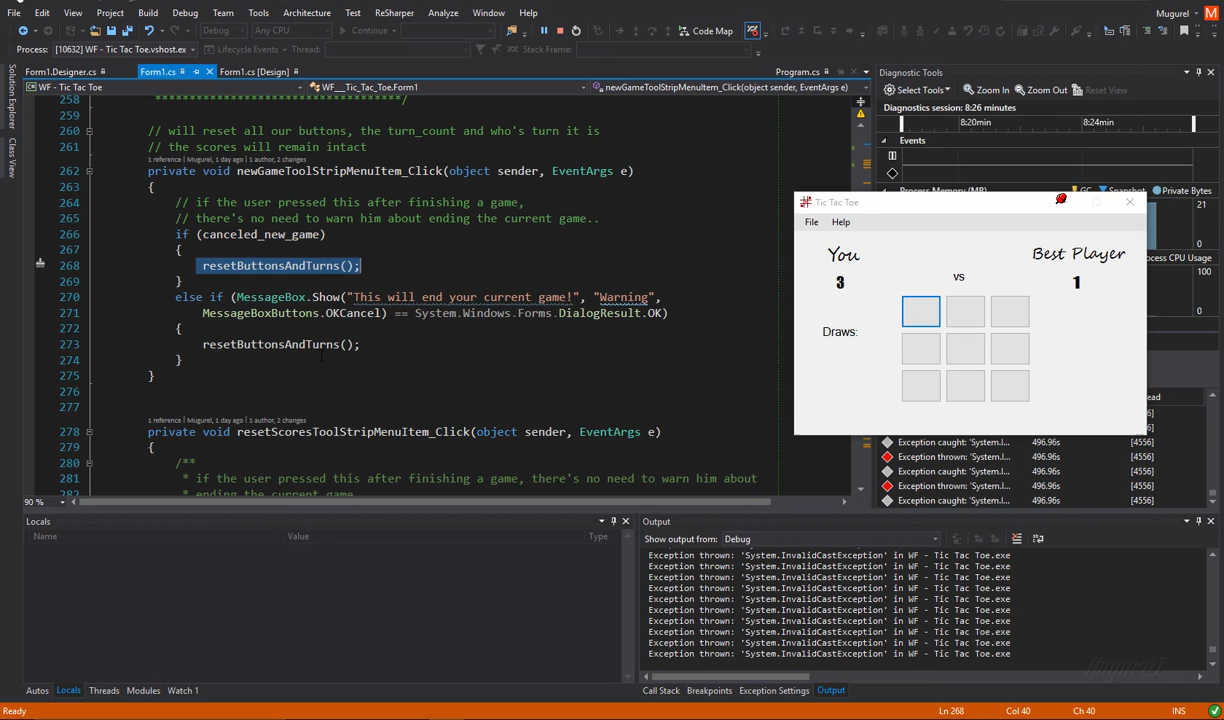 File Edit View Project Build Debug Team Tools Architecture Test ReSharper Analyze Window Help Mugurel
Debug Any CPU Continue Code Map
Process: [10632] WF - Tic Tac Toe.vshost.ex Lifecycle Events Thread: Stack Frame:
Solution Explorer
Class View
Form1.Designer.cs Form1.cs Form1.cs [Design] Program.cs
WF - Tic Tac Toe WF__Tic_Tac_Toe.Form1 newGameToolStripMenuItem_Click(object sender, EventArgs e)
258 **************************/
259
260 // will reset all our buttons, the turn_count and who's turn it is
261 // the scores will remain intact
1 reference | Mugurel, 1 day ago | 1 author, 2 changes
262 private void newGameToolStripMenuItem_Click(object sender, EventArgs e)
263 {
264 // if the user pressed this after finishing a game,
265 // there's no need to warn him about ending the current game..
266 if (canceled_new_game)
267 {
268 resetButtonsAndTurns();
269 }
270 else if (MessageBox.Show("This will end your current game!", "Warning",
271 MessageBoxButtons.OKCancel) == System.Windows.Forms.DialogResult.OK)
272 {
273 resetButtonsAndTurns();
274 }
275 }
276
277
1 reference | Mugurel, 1 day ago | 1 author, 2 changes
278 private void resetScoresToolStripMenuItem_Click(object sender, EventArgs e)
279 {
280 /**
281 * if the user pressed this after finishing a game, there's no need to warn him about
282 * ending the current game
90 %
Diagnostic Tools
Select Tools Zoom In Zoom Out Reset View
Diagnostics session: 8:26 minutes
8:20min 8:24min
Events
Process Memory (MB) GC Snapshot Private Bytes
21
0
100
0
Tic Tac Toe
File Help
You Best Player
3 vs 1
Draws:
Exception caught: 'System.I... 496.96s [4556]
Exception thrown: 'System.I... 496.96s [4556]
Exception caught: 'System.I... 496.96s [4556]
Exception thrown: 'System.I... 496.96s [4556]
Exception caught: 'System.I... 496.96s [4556]
Locals
Name Value Type
Autos Locals Threads Modules Watch 1
Output
Show output from: Debug
Exception thrown: 'System.InvalidCastException' in WF - Tic Tac Toe.exe
Exception thrown: 'System.InvalidCastException' in WF - Tic Tac Toe.exe
Exception thrown: 'System.InvalidCastException' in WF - Tic Tac Toe.exe
Exception thrown: 'System.InvalidCastException' in WF - Tic Tac Toe.exe
Exception thrown: 'System.InvalidCastException' in WF - Tic Tac Toe.exe
Exception thrown: 'System.InvalidCastException' in WF - Tic Tac Toe.exe
Exception thrown: 'System.InvalidCastException' in WF - Tic Tac Toe.exe
Exception thrown: 'System.InvalidCastException' in WF - Tic Tac Toe.exe
Exception thrown: 'System.InvalidCastException' in WF - Tic Tac Toe.exe
Exception thrown: 'System.InvalidCastException' in WF - Tic Tac Toe.exe
Mugurel
Call Stack Breakpoints Exception Settings Output
Ready Ln 268 Col 40 Ch 40 INS